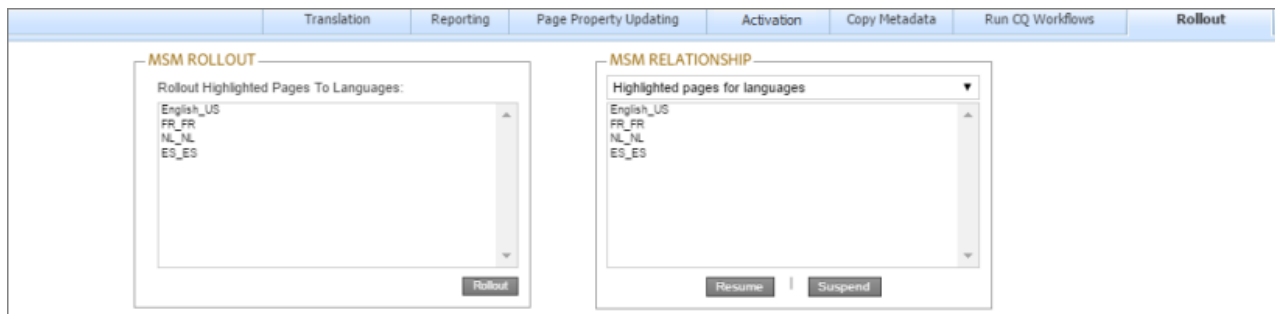 Translation Reporting Page Property Updating Activation Copy Metadata Run CQ Workflows Rollout
MSM ROLLOUT
Rollout Highlighted Pages To Languages:
English_US
FR_FR
NL_NL
ES_ES
Rollout
MSM RELATIONSHIP
Highlighted pages for languages
English_US
FR_FR
NL_NL
ES_ES
Resume | Suspend